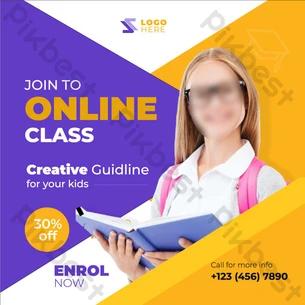 LOGO
HERE
JOIN TO
ONLINE
CLASS
Creative Guidline
for your kids
30%
off
ENROL
NOW
Call for more info
+123 (456) 7890
pikbest